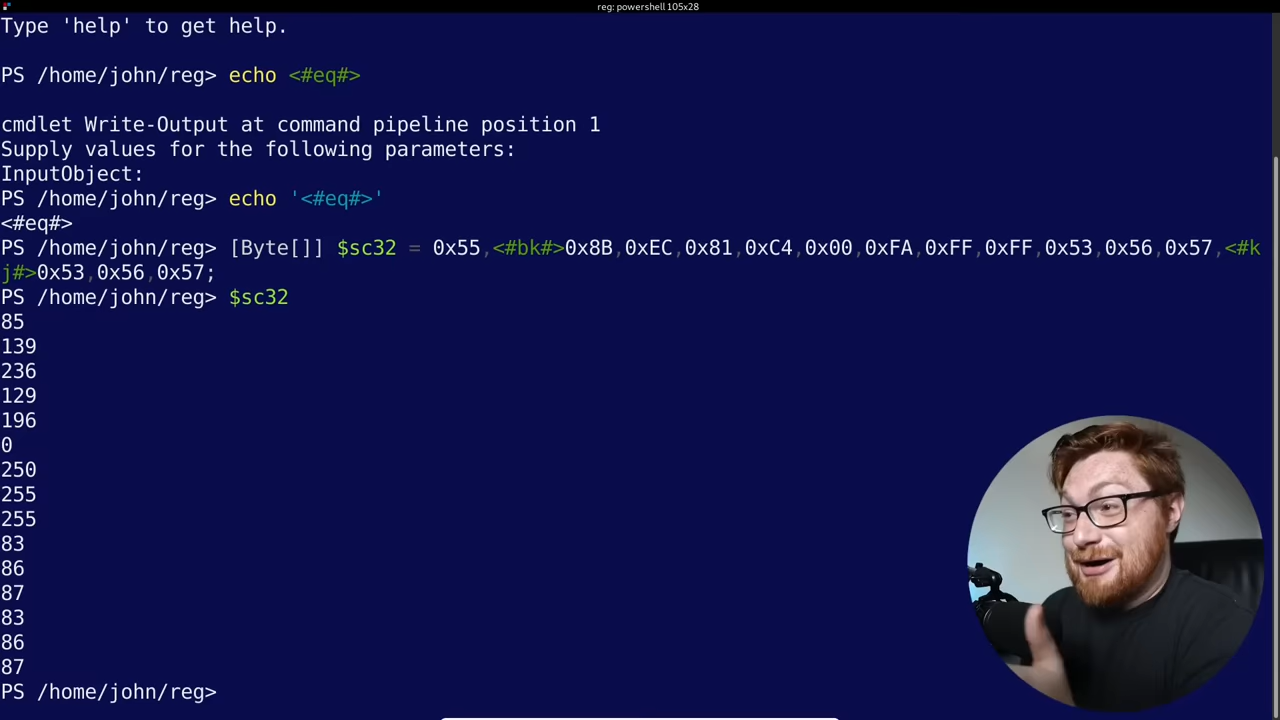 reg: powershell 105x28
Type 'help' to get help.
PS /home/john/reg> echo <#eq#>
cmdlet Write-Output at command pipeline position 1
Supply values for the following parameters:
InputObject:
PS /home/john/reg> echo '<#eq#>'
<#eq#>
PS /home/john/reg> [Byte[]] $sc32 = 0x55,<#bk#>0x8B,0xEC,0x81,0xC4,0x00,0xFA,0xFF,0xFF,0x53,0x56,0x57,<#k
j#>0x53,0x56,0x57;
PS /home/john/reg> $sc32
85
139
236
129
196
0
250
255
255
83
86
87
83
86
87
PS /home/john/reg>